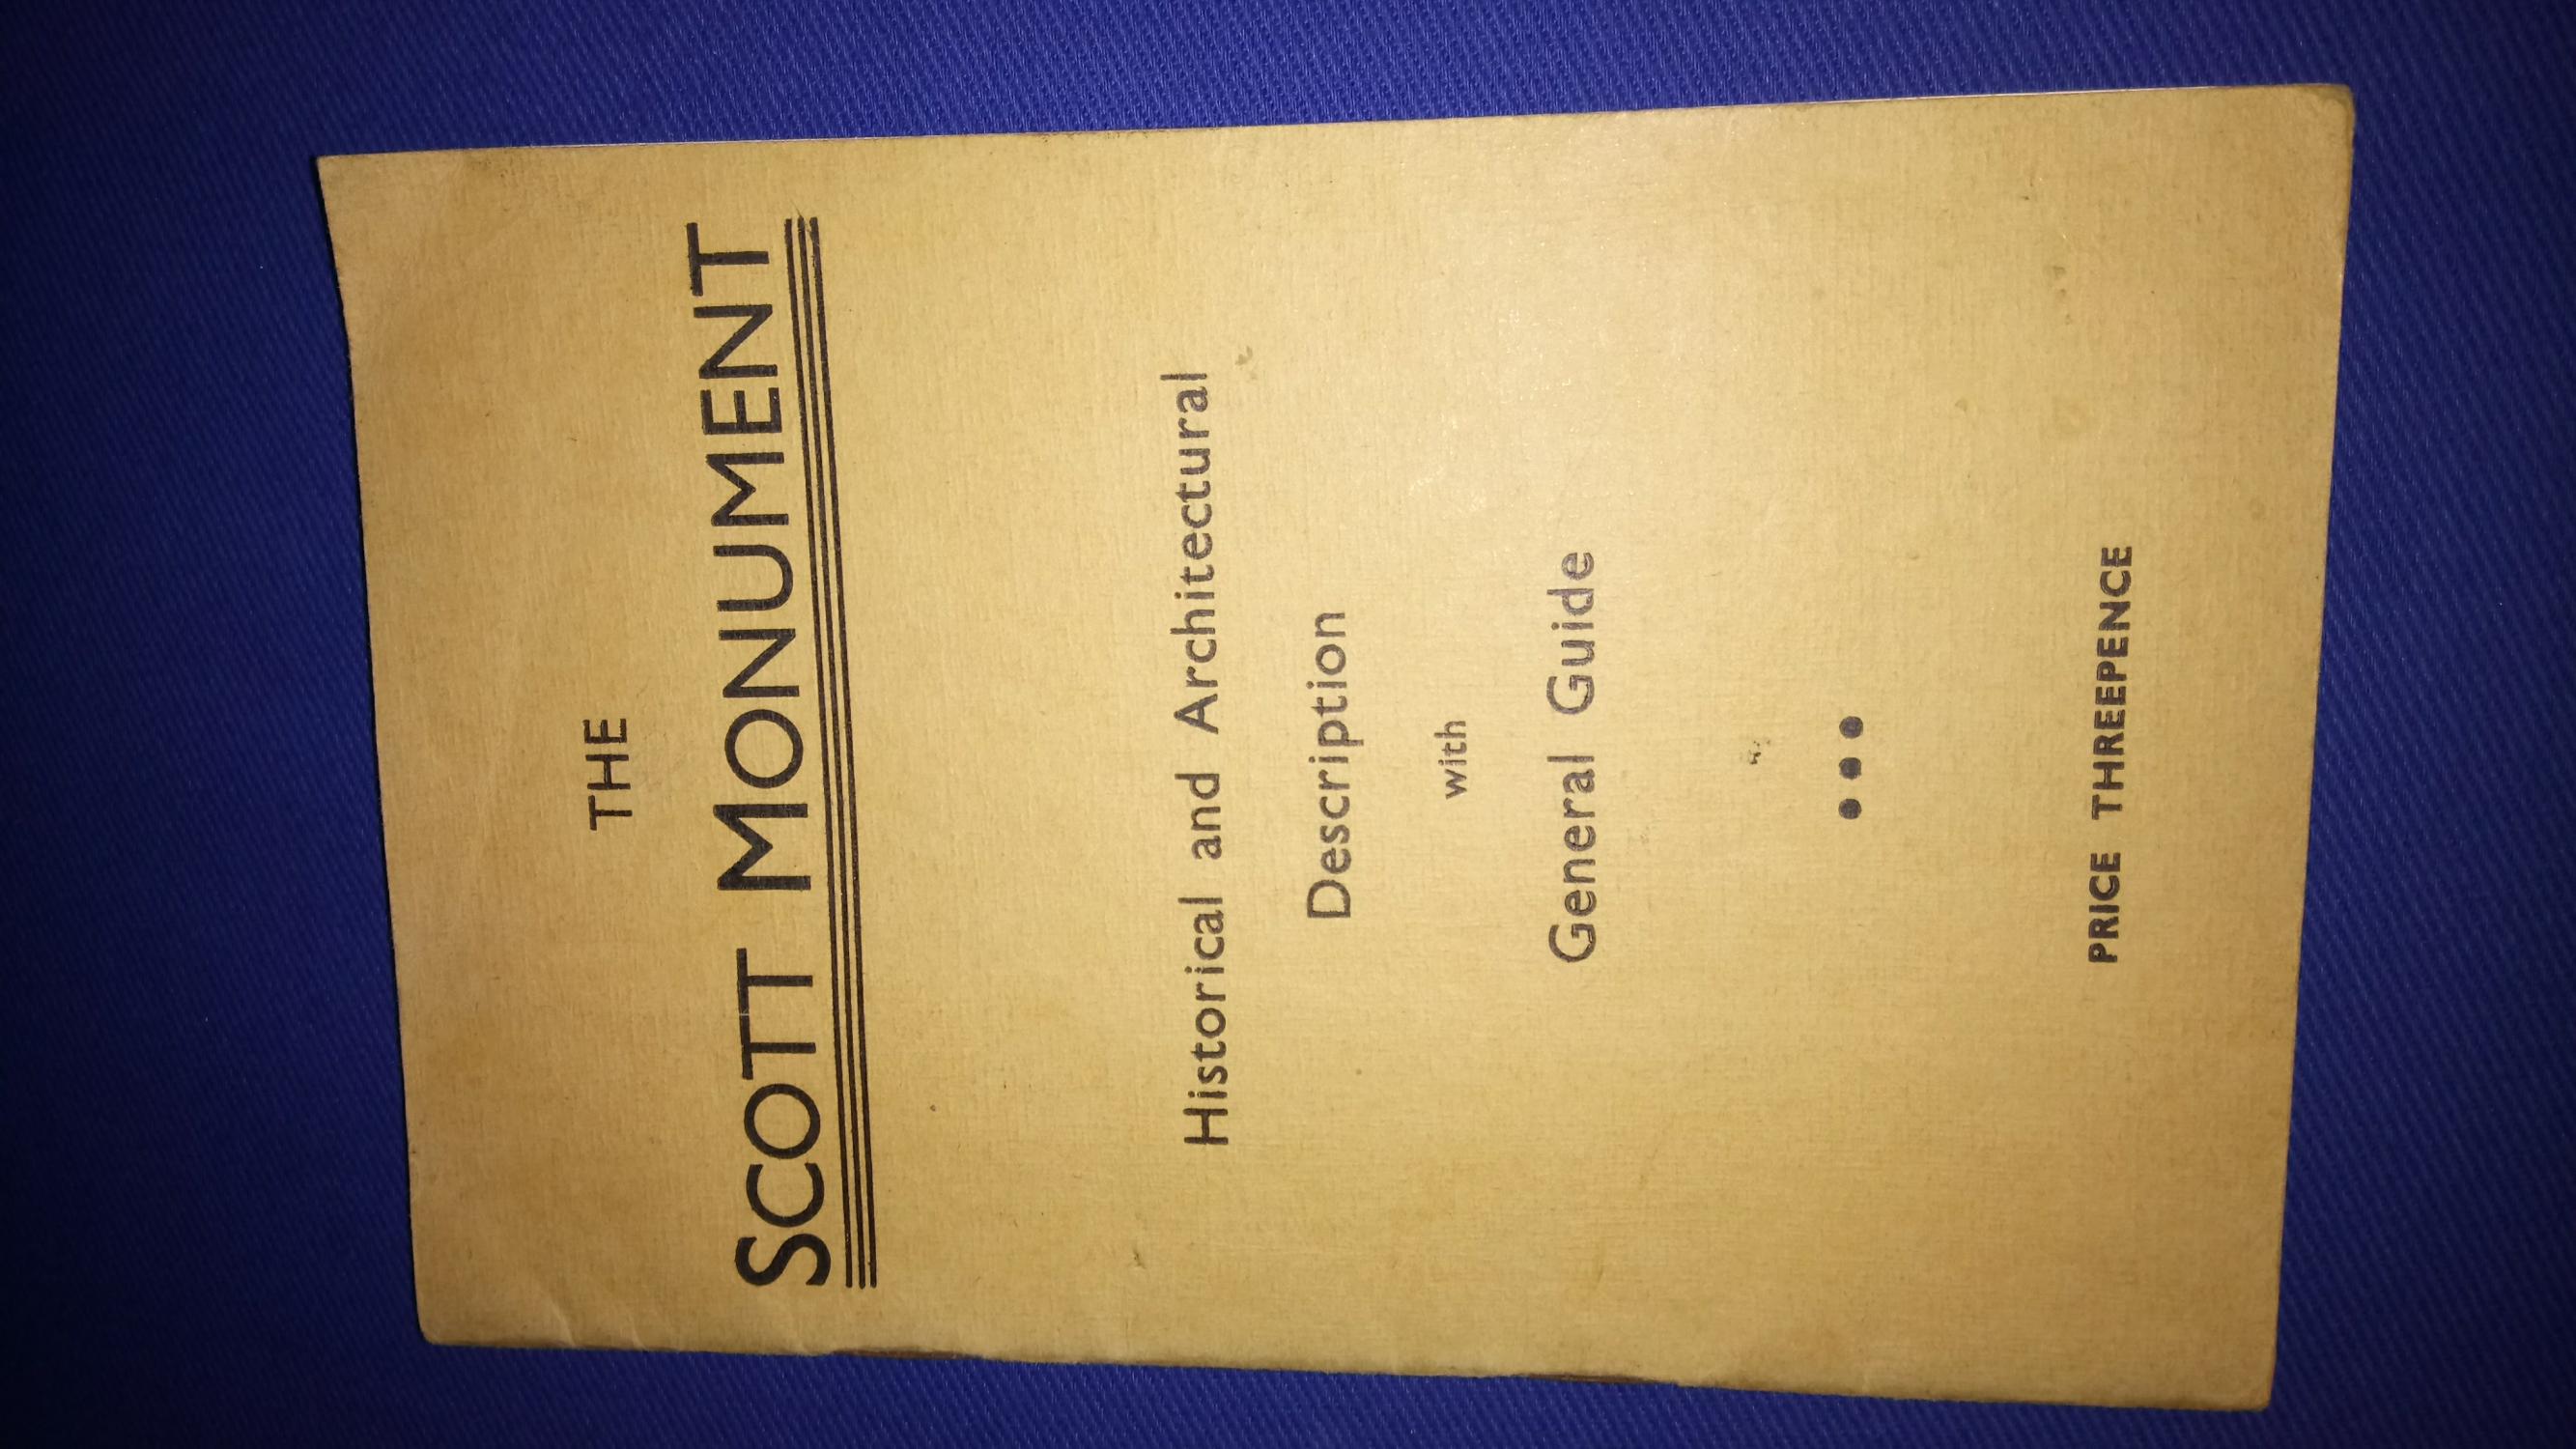 THE
SCOTT MONUMENT
Historical and Architectural
Description
with
General Guide
•••
PRICE THREEPENCE